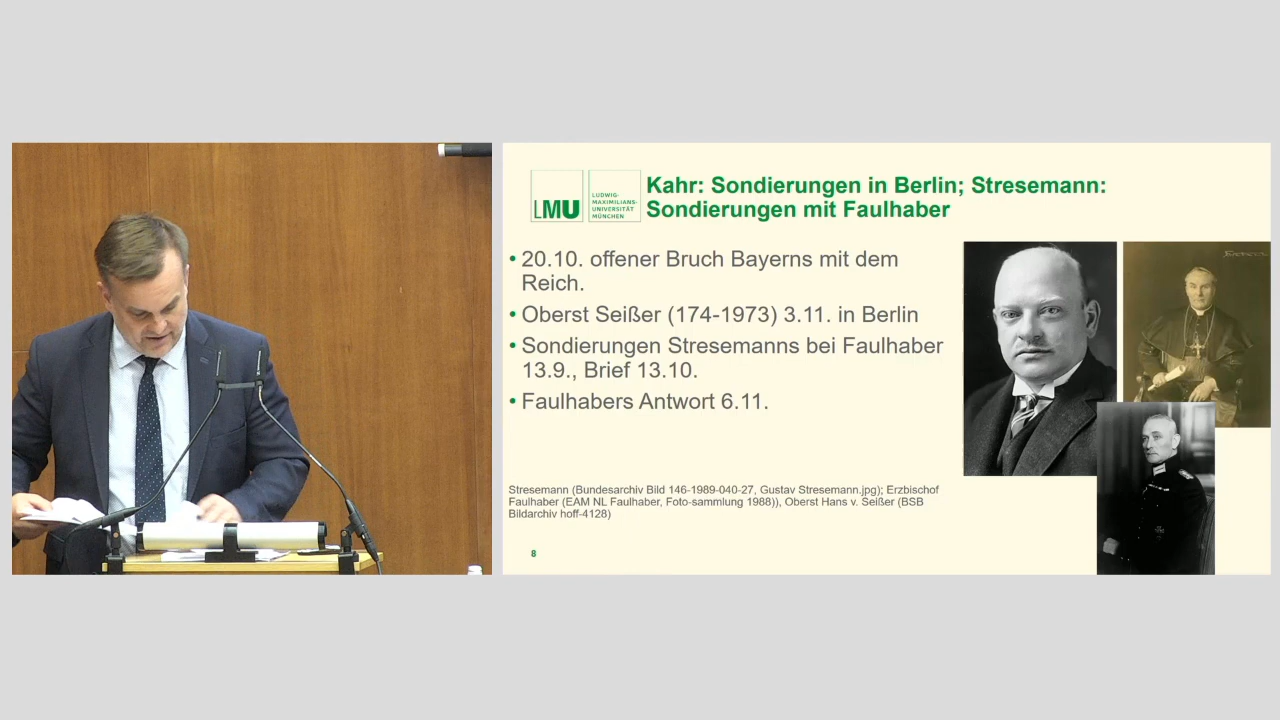 LMU
LUDWIG-
MAXIMILIANS-
UNIVERSITÄT
MÜNCHEN
Kahr: Sondierungen in Berlin; Stresemann:
Sondierungen mit Faulhaber
• 20.10. offener Bruch Bayerns mit dem
Reich.
• Oberst Seißer (174-1973) 3.11. in Berlin
• Sondierungen Stresemanns bei Faulhaber
13.9., Brief 13.10.
• Faulhabers Antwort 6.11.
Stresemann (Bundesarchiv Bild 146-1989-040-27, Gustav Stresemann.jpg); Erzbischof
Faulhaber (EAM NL Faulhaber, Foto-sammlung 1988)), Oberst Hans v. Seißer (BSB
Bildarchiv hoff-4128)
8